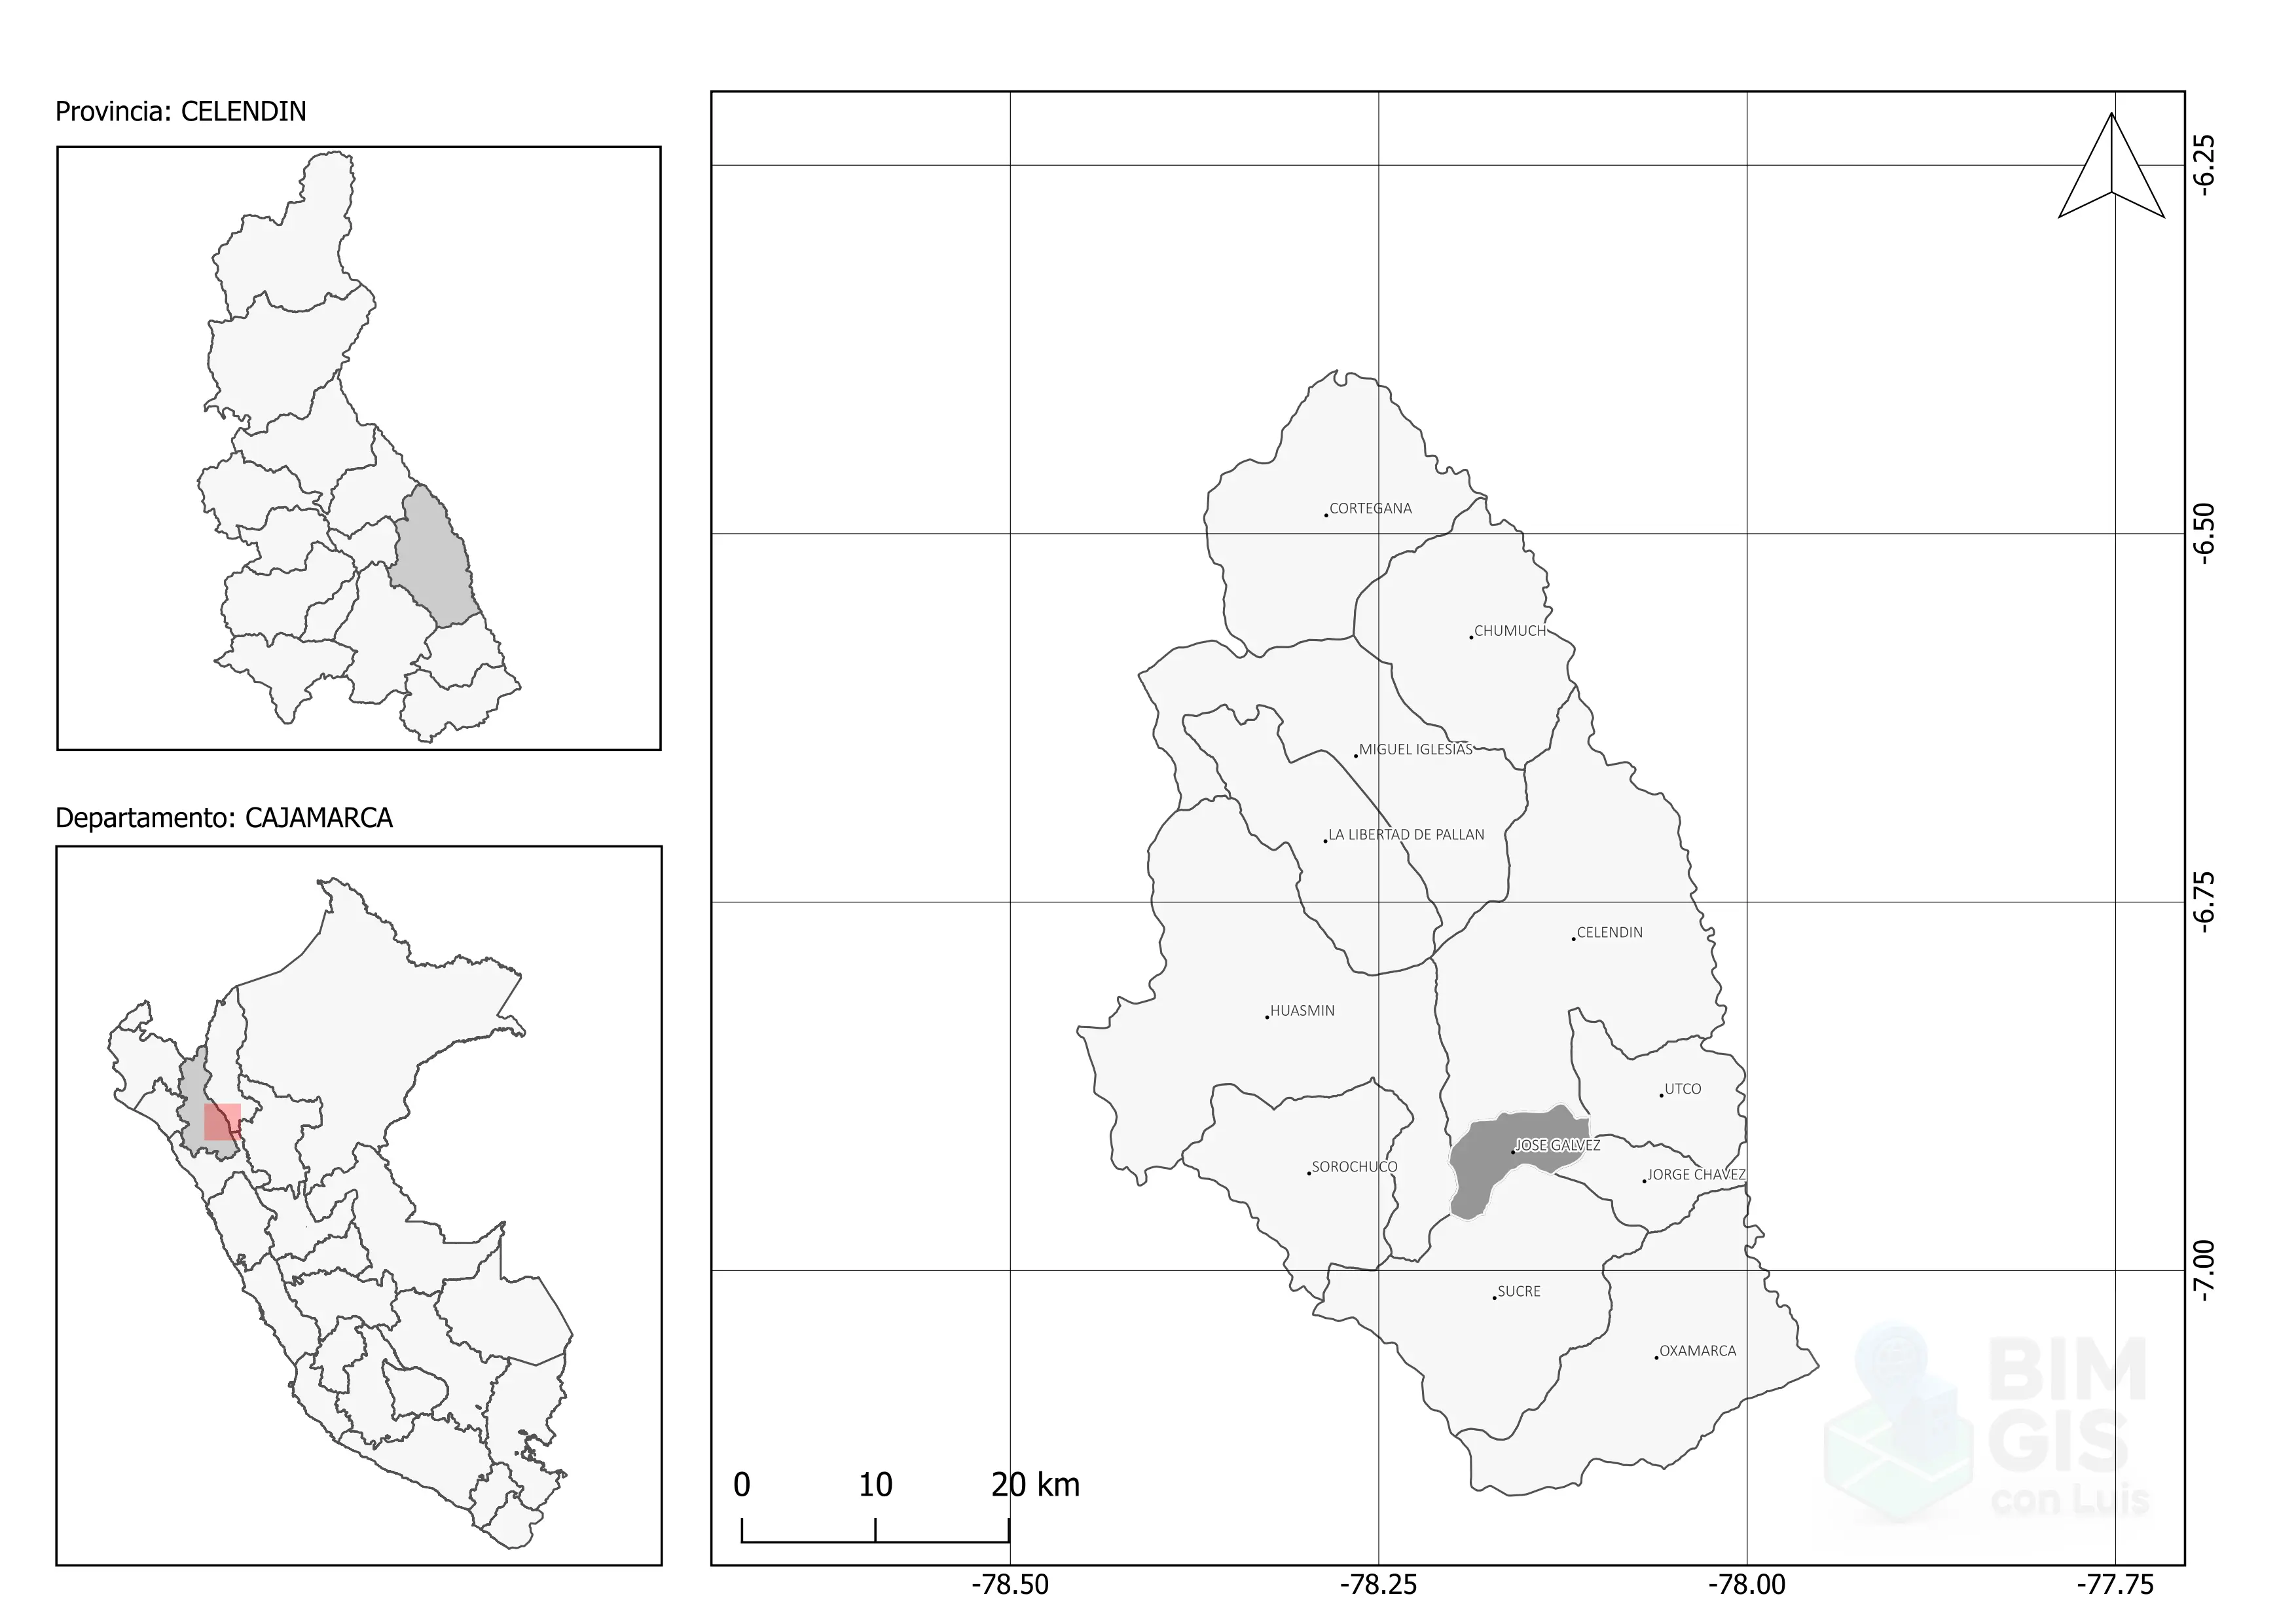 Provincia: CELENDIN
Departamento: CAJAMARCA
CORTEGANA
CHUMUCH
MIGUEL IGLESIAS
LA LIBERTAD DE PALLAN
CELENDIN
HUASMIN
UTCO
JOSE GALVEZ
SOROCHUCO
JORGE CHAVEZ
SUCRE
OXAMARCA
-6.25
-6.50
-6.75
-7.00
0 10 20 km
-78.50 -78.25 -78.00 -77.75
BIM
GIS
con Luis